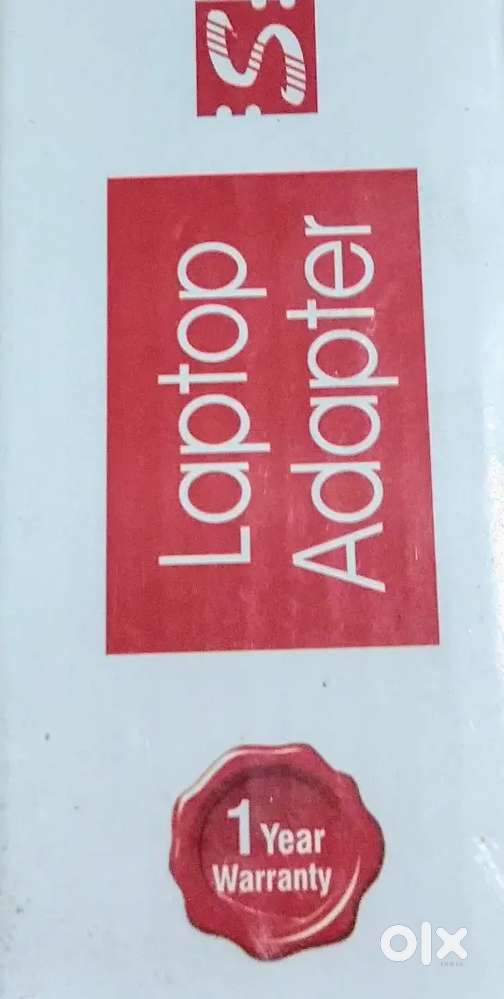 Laptop
Adapter
1 Year
Warranty
olx